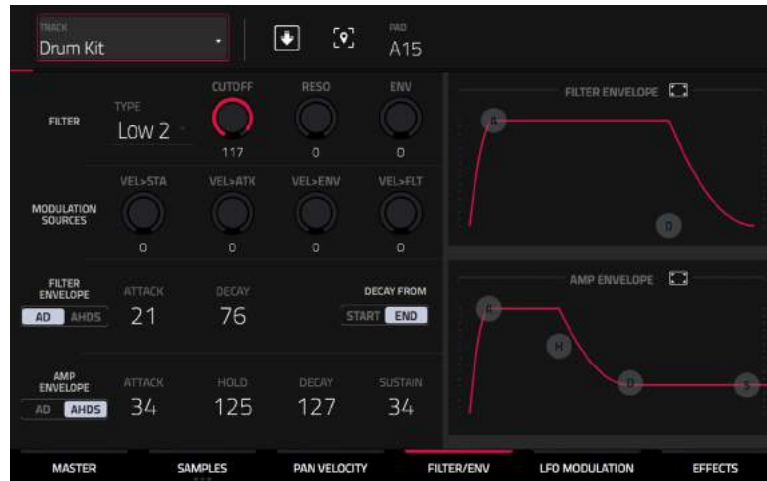 TRACK
Drum Kit
PAD
A15
FILTER
TYPE
Low 2
CUTOFF
117
RESO
0
ENV
0
MODULATION
SOURCES
VEL>STA
0
VEL>ATK
0
VEL>ENV
0
VEL>FLT
0
FILTER
ENVELOPE
AD AHDS
ATTACK
21
DECAY
76
DECAY FROM
START END
AMP
ENVELOPE
AD AHDS
ATTACK
34
HOLD
125
DECAY
127
SUSTAIN
34
FILTER ENVELOPE
A
D
AMP ENVELOPE
A
H
D
S
MASTER SAMPLES PAN VELOCITY FILTER/ENV LFO MODULATION EFFECTS